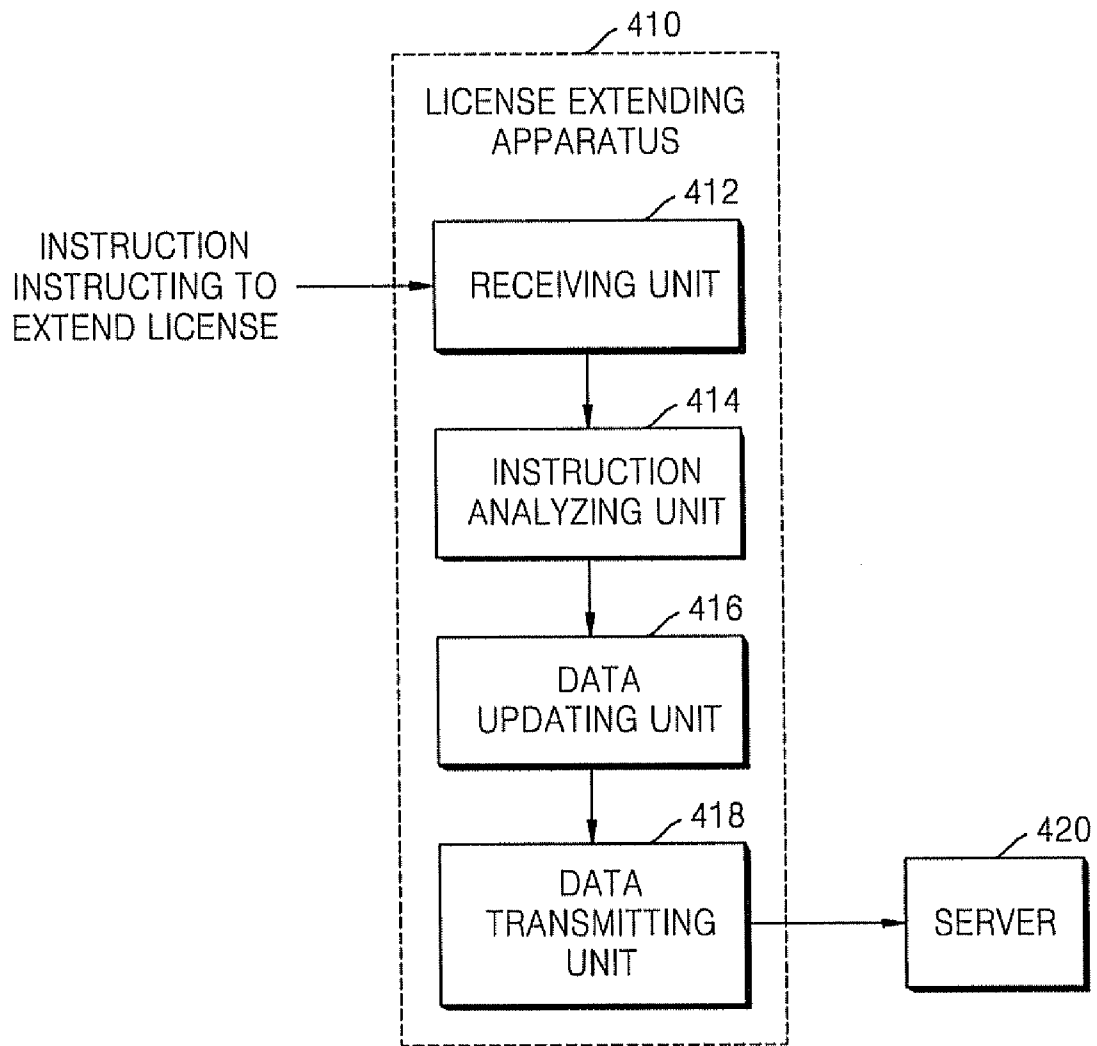 410
LICENSE EXTENDING
APPARATUS
412
INSTRUCTION
INSTRUCTING TO
EXTEND LICENSE
RECEIVING UNIT
414
INSTRUCTION
ANALYZING UNIT
416
DATA
UPDATING UNIT
418
DATA
TRANSMITTING
UNIT
420
SERVER